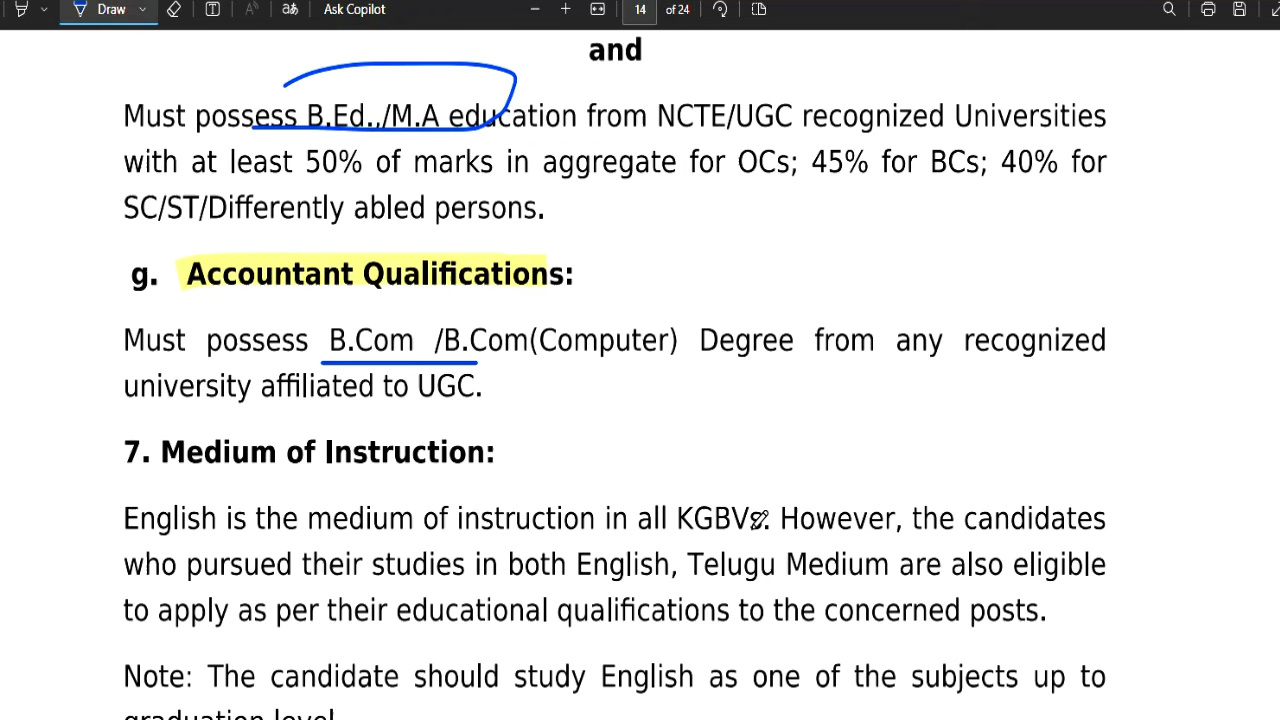 Draw
Ask Copilot
14 of 24
and
Must possess B.Ed.,/M.A education from NCTE/UGC recognized Universities
with at least 50% of marks in aggregate for OCs; 45% for BCs; 40% for
SC/ST/Differently abled persons.
g. Accountant Qualifications:
Must possess B.Com /B.Com(Computer) Degree from any recognized
university affiliated to UGC.
7. Medium of Instruction:
English is the medium of instruction in all KGBVs. However, the candidates
who pursued their studies in both English, Telugu Medium are also eligible
to apply as per their educational qualifications to the concerned posts.
Note: The candidate should study English as one of the subjects up to
graduation level